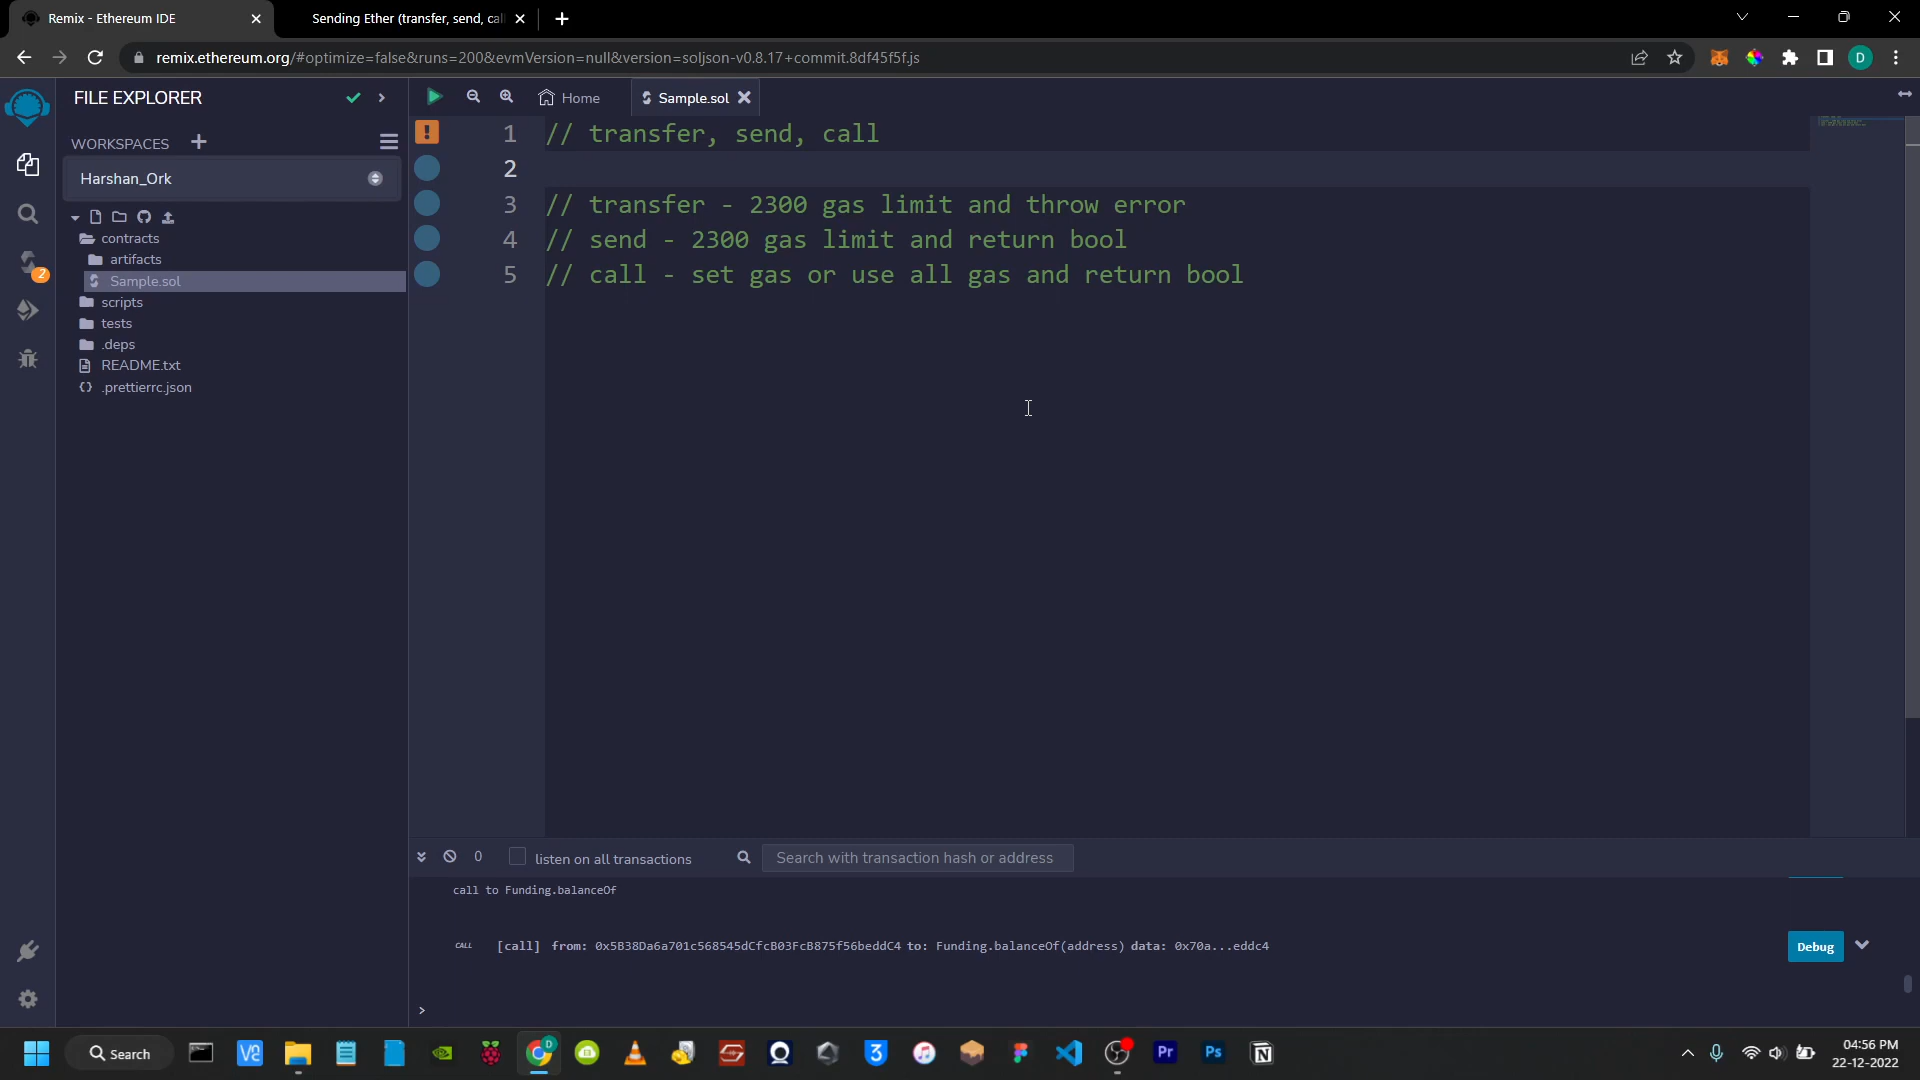 Remix - Ethereum IDE
Sending Ether (transfer, send, cal
remix.ethereum.org/#optimize=false&runs=200&evmVersion=null&version=soljson-v0.8.17+commit.8df45f5f.js
D
FILE EXPLORER
Home
Sample.sol
WORKSPACES
Harshan_Ork
contracts
artifacts
Sample.sol
scripts
tests
.deps
README.txt
.prettierrc.json
2
1 // transfer, send, call
2
3 // transfer - 2300 gas limit and throw error
4 // send - 2300 gas limit and return bool
5 // call - set gas or use all gas and return bool
0
listen on all transactions
Search with transaction hash or address
call to Funding.balanceOf
CALL [call] from: 0x5B38Da6a701c568545dCfcB03FcB875f56beddC4 to: Funding.balanceOf(address) data: 0x70a...eddc4
Debug
>
Search
D
3
Pr
Ps
04:56 PM
22-12-2022